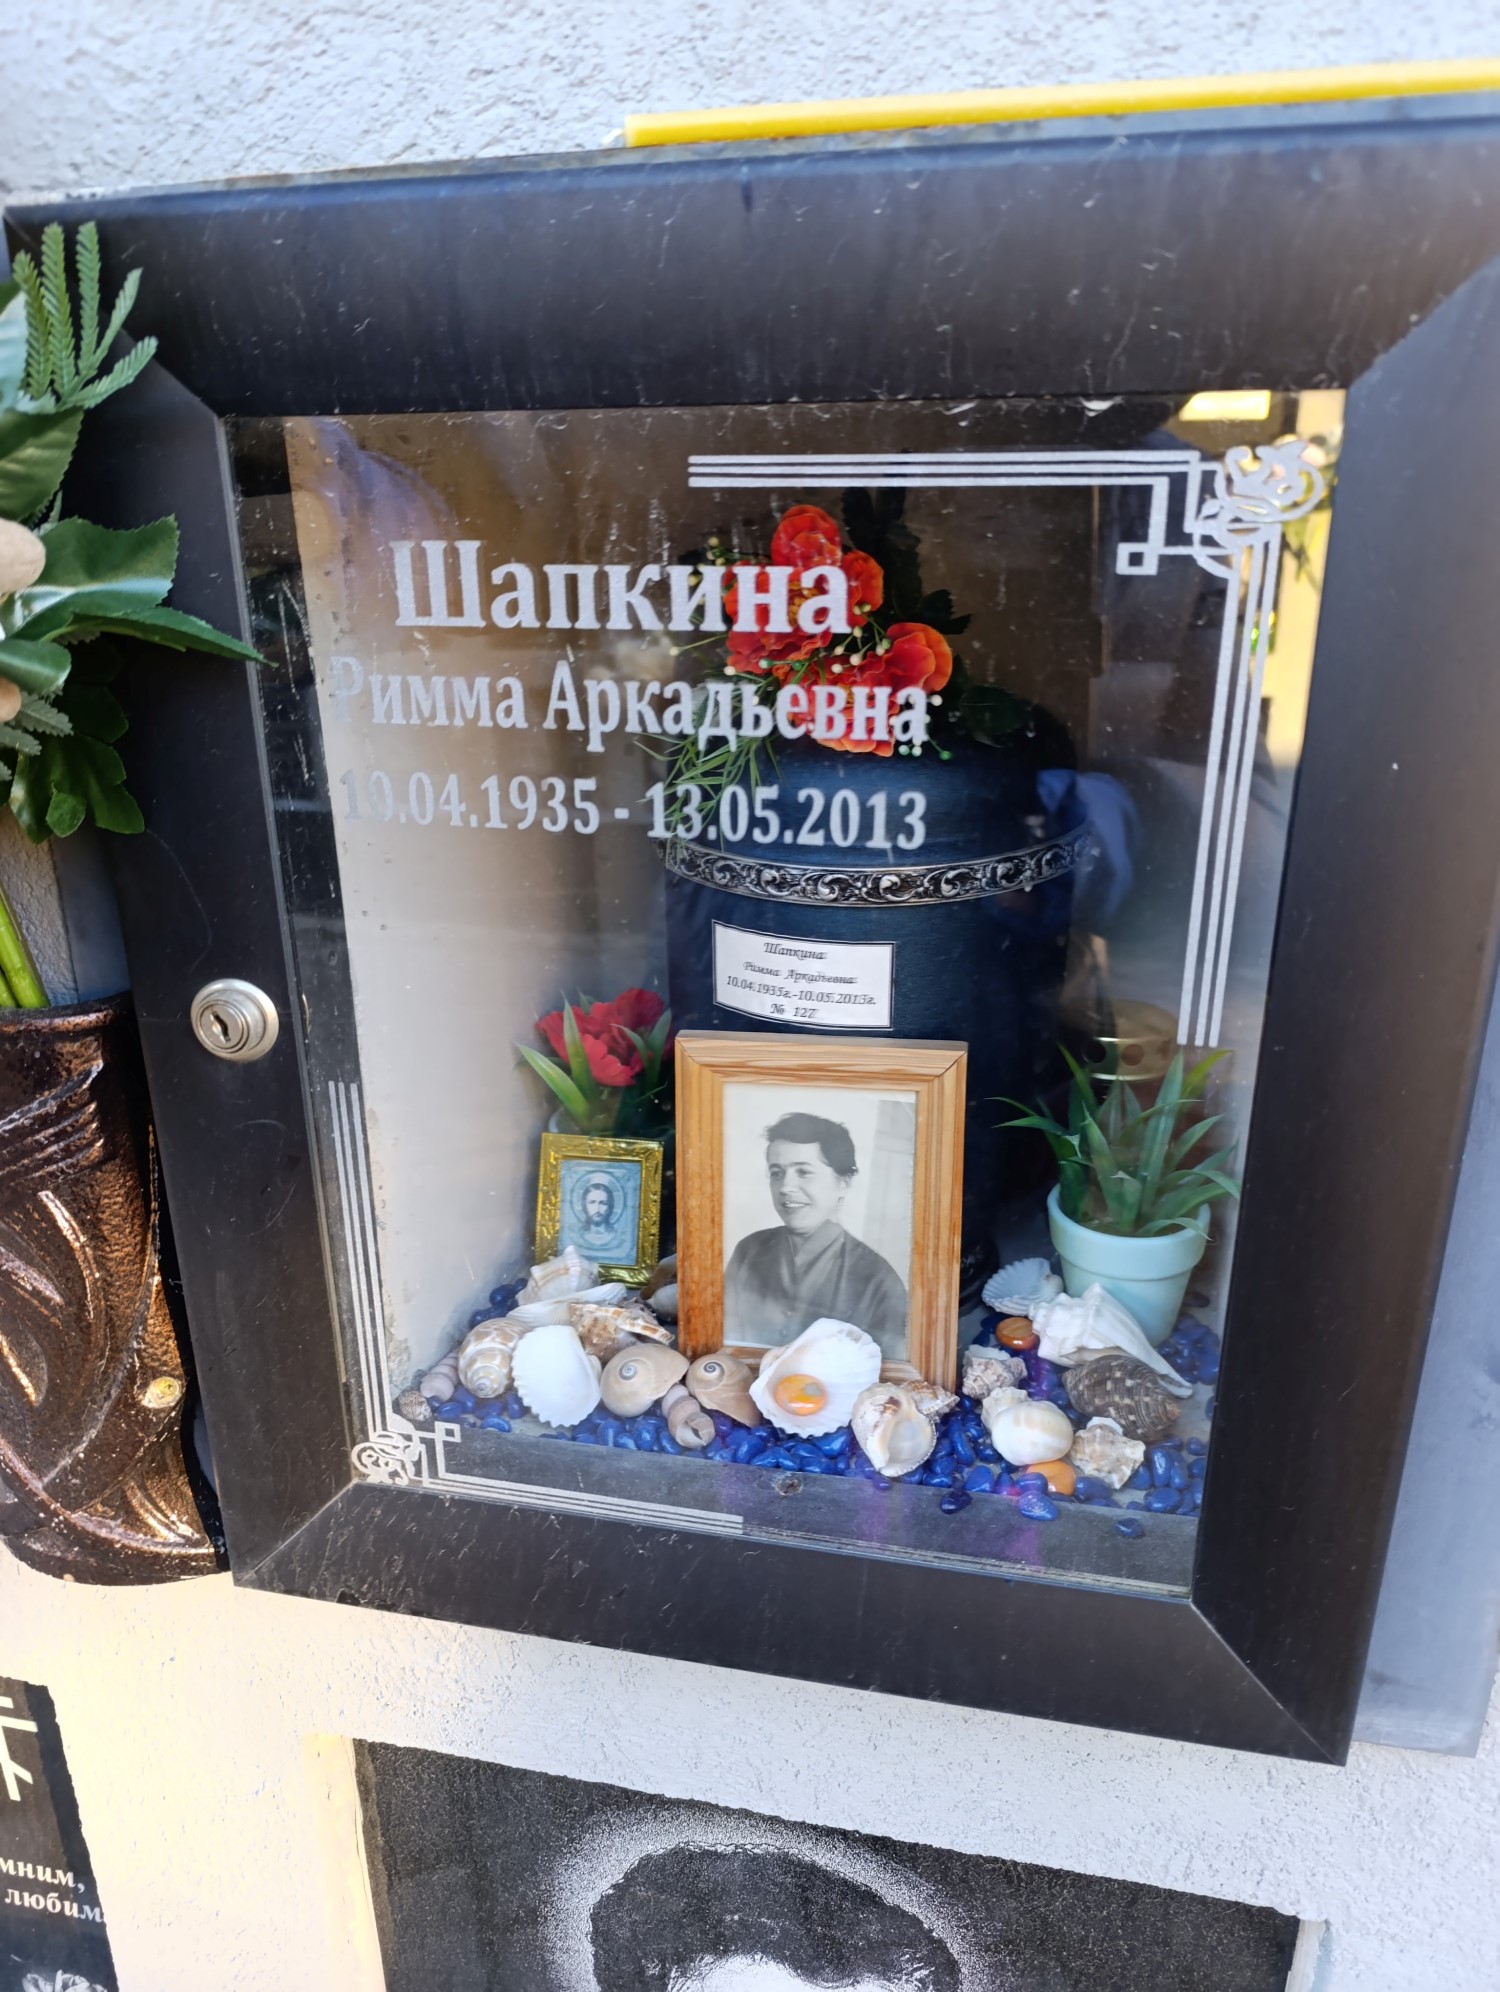 Шапкина
Римма Аркадьевна
10.04.1935 - 13.05.2013
Шапкина
Римма Аркадьевна
10.04.1935г.-10.05.2013г.
№ 127
мним,
любим